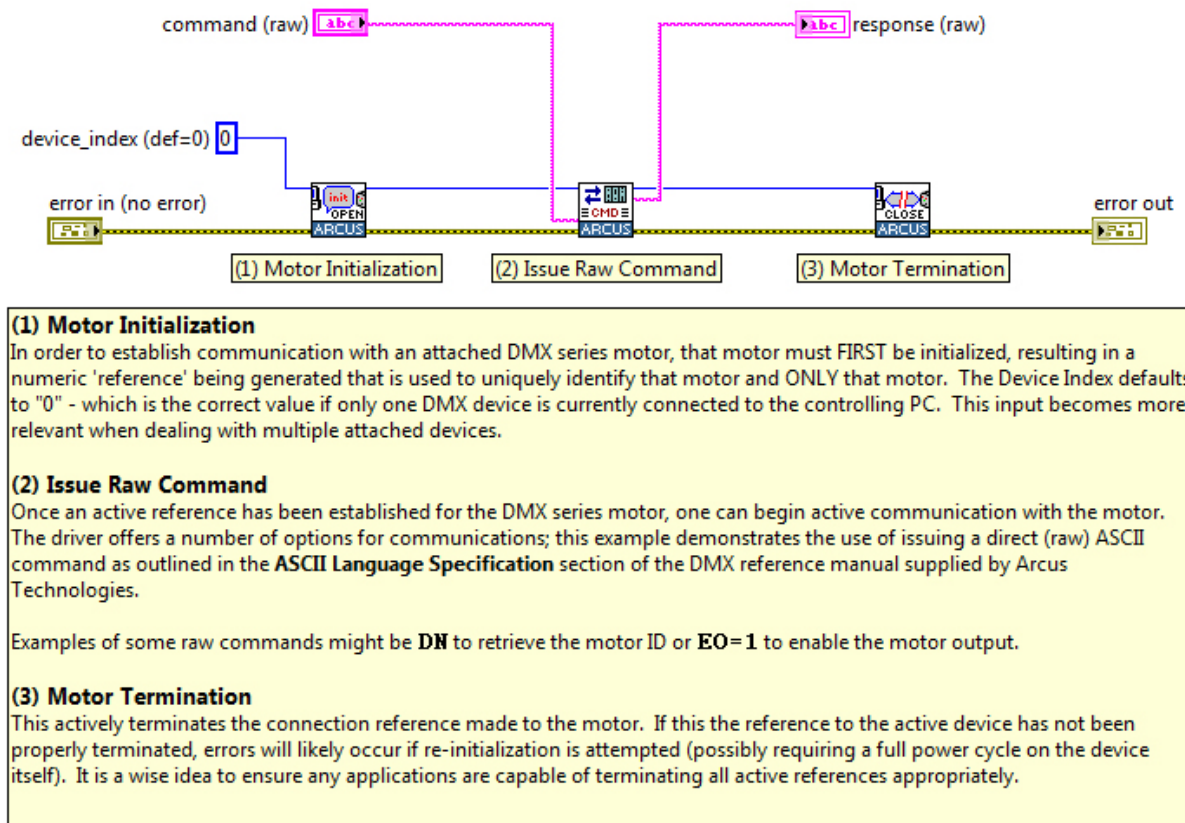 command (raw) abc abc response (raw)
device_index (def=0) 0
error in (no error) init OPEN ARCUS CMD ARCUS CLOSE ARCUS error out
(1) Motor Initialization (2) Issue Raw Command (3) Motor Termination
(1) Motor Initialization
In order to establish communication with an attached DMX series motor, that motor must FIRST be initialized, resulting in a
numeric 'reference' being generated that is used to uniquely identify that motor and ONLY that motor. The Device Index defaults
to "0" - which is the correct value if only one DMX device is currently connected to the controlling PC. This input becomes more
relevant when dealing with multiple attached devices.
(2) Issue Raw Command
Once an active reference has been established for the DMX series motor, one can begin active communication with the motor.
The driver offers a number of options for communications; this example demonstrates the use of issuing a direct (raw) ASCII
command as outlined in the ASCII Language Specification section of the DMX reference manual supplied by Arcus
Technologies.
Examples of some raw commands might be DN to retrieve the motor ID or EO=1 to enable the motor output.
(3) Motor Termination
This actively terminates the connection reference made to the motor. If this the reference to the active device has not been
properly terminated, errors will likely occur if re-initialization is attempted (possibly requiring a full power cycle on the device
itself). It is a wise idea to ensure any applications are capable of terminating all active references appropriately.